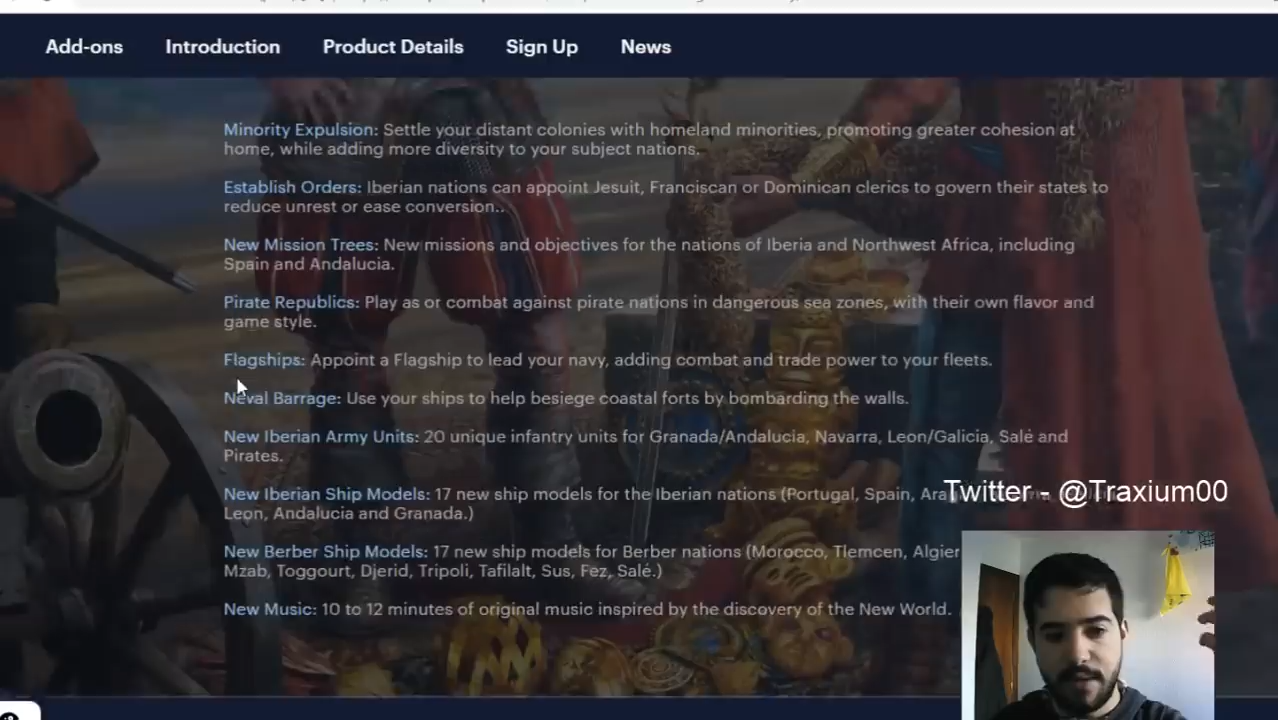 Add-ons Introduction Product Details Sign Up News
Minority Expulsion: Settle your distant colonies with homeland minorities, promoting greater cohesion at
home, while adding more diversity to your subject nations.
Establish Orders: Iberian nations can appoint Jesuit, Franciscan or Dominican clerics to govern their states to
reduce unrest or ease conversion..
New Mission Trees: New missions and objectives for the nations of Iberia and Northwest Africa, including
Spain and Andalucia.
Pirate Republics: Play as or combat against pirate nations in dangerous sea zones, with their own flavor and
game style.
Flagships: Appoint a Flagship to lead your navy, adding combat and trade power to your fleets.
Neval Barrage: Use your ships to help besiege coastal forts by bombarding the walls.
New Iberian Army Units: 20 unique infantry units for Granada/Andalucia, Navarra, Leon/Galicia, Salé and
Pirates.
New Iberian Ship Models: 17 new ship models for the Iberian nations (Portugal, Spain,
Twitter - @Traxium00
Leon, Andalucia and Granada.)
New Berber Ship Models: 17 new ship models for Berber nations (Morocco, Tlemcen, Algier
Mzab, Toggourt, Djerid, Tripoli, Tafilalt, Sus, Fez, Salé.)
New Music: 10 to 12 minutes of original music inspired by the discovery of the New World.